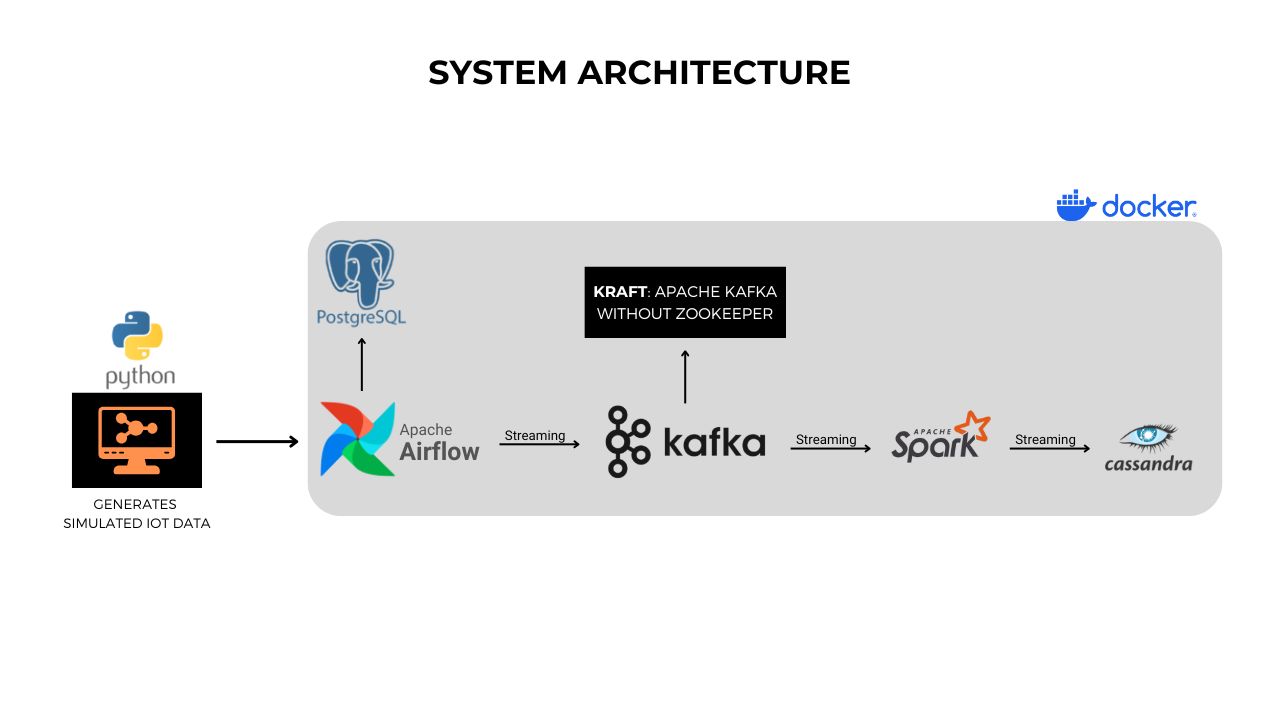 SYSTEM ARCHITECTURE
docker
PostgreSQL
KRAFT: APACHE KAFKA
WITHOUT ZOOKEEPER
python
Apache
Airflow
Streaming
kafka
Streaming
APACHE
Spark
Streaming
cassandra
GENERATES
SIMULATED IOT DATA